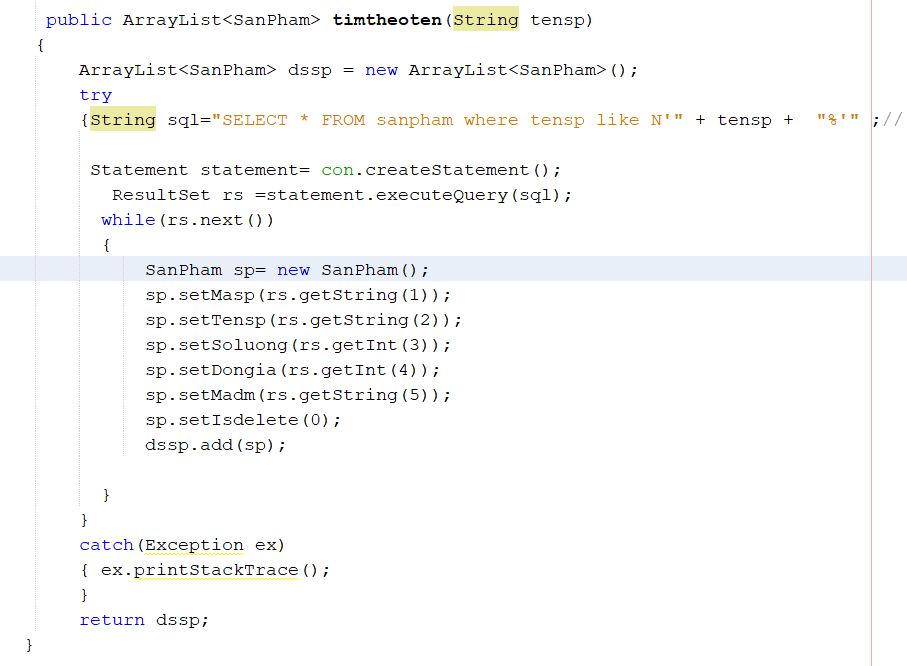 public ArrayList<SanPham> timtheoten(String tensp)
{
ArrayList<SanPham> dssp = new ArrayList<SanPham>();
try
{String sql="SELECT * FROM sanpham where tensp like N'" + tensp +  "%'" ;//
Statement statement= con.createStatement();
ResultSet rs =statement.executeQuery(sql);
while(rs.next())
{
SanPham sp= new SanPham();
sp.setMasp(rs.getString(1));
sp.setTensp(rs.getString(2));
sp.setSoluong(rs.getInt(3));
sp.setDongia(rs.getInt(4));
sp.setMadm(rs.getString(5));
sp.setIsdelete(0);
dssp.add(sp);
}
}
catch(Exception ex)
{ ex.printStackTrace();
}
return dssp;
}